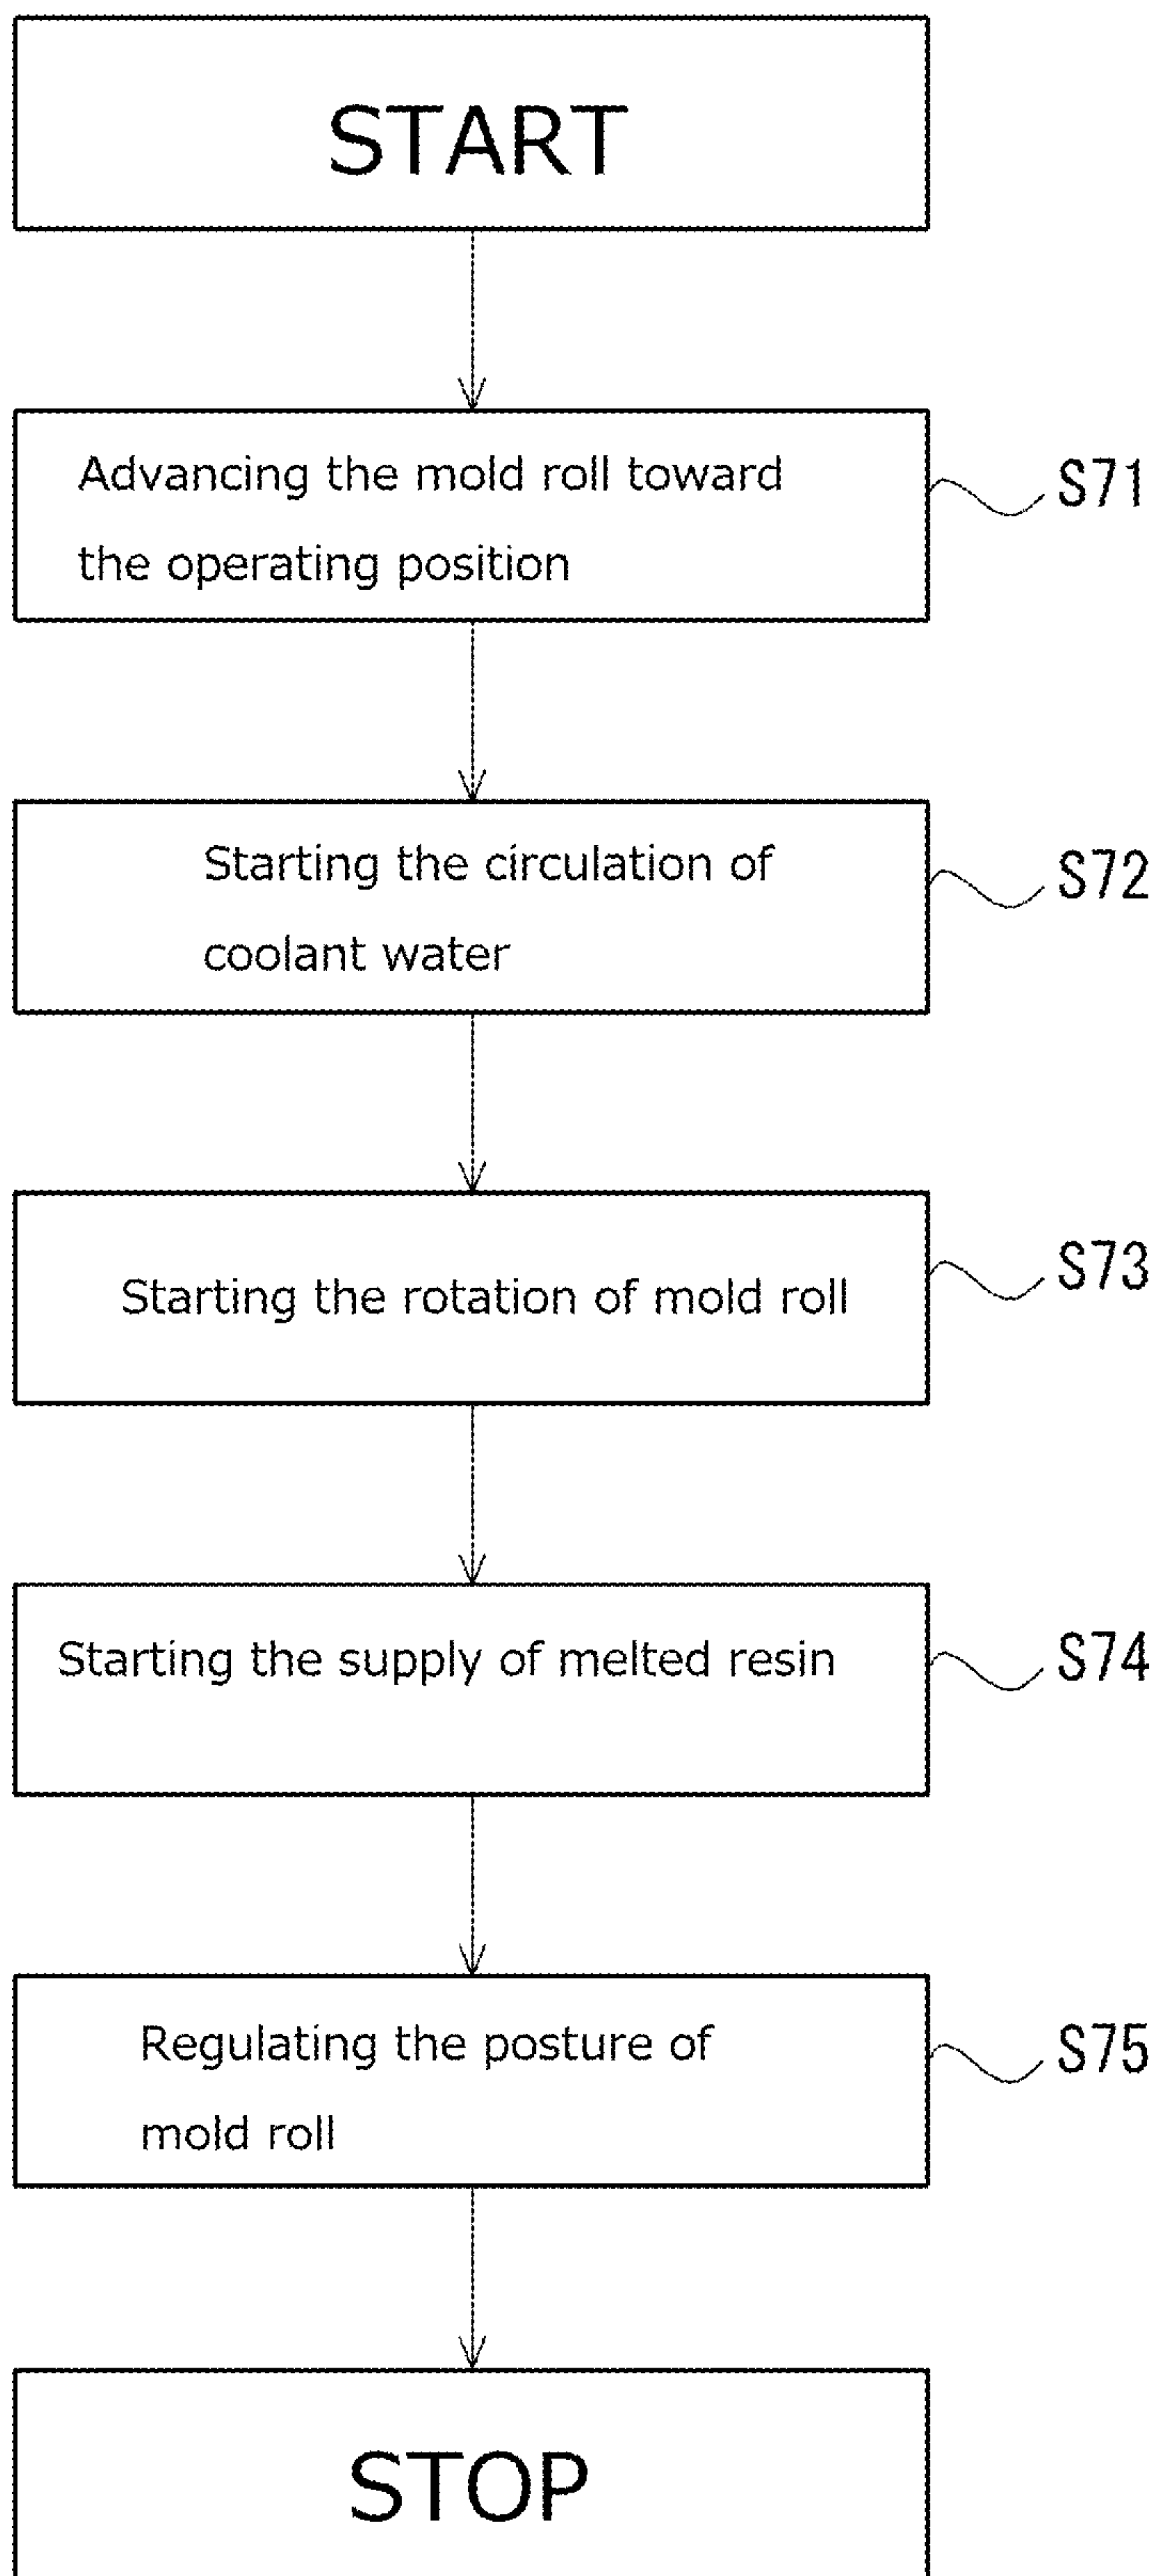 START
Advancing the mold roll toward
the operating position
S71
Starting the circulation of
coolant water
S72
Starting the rotation of mold roll
S73
Starting the supply of melted resin
S74
Regulating the posture of
mold roll
S75
STOP